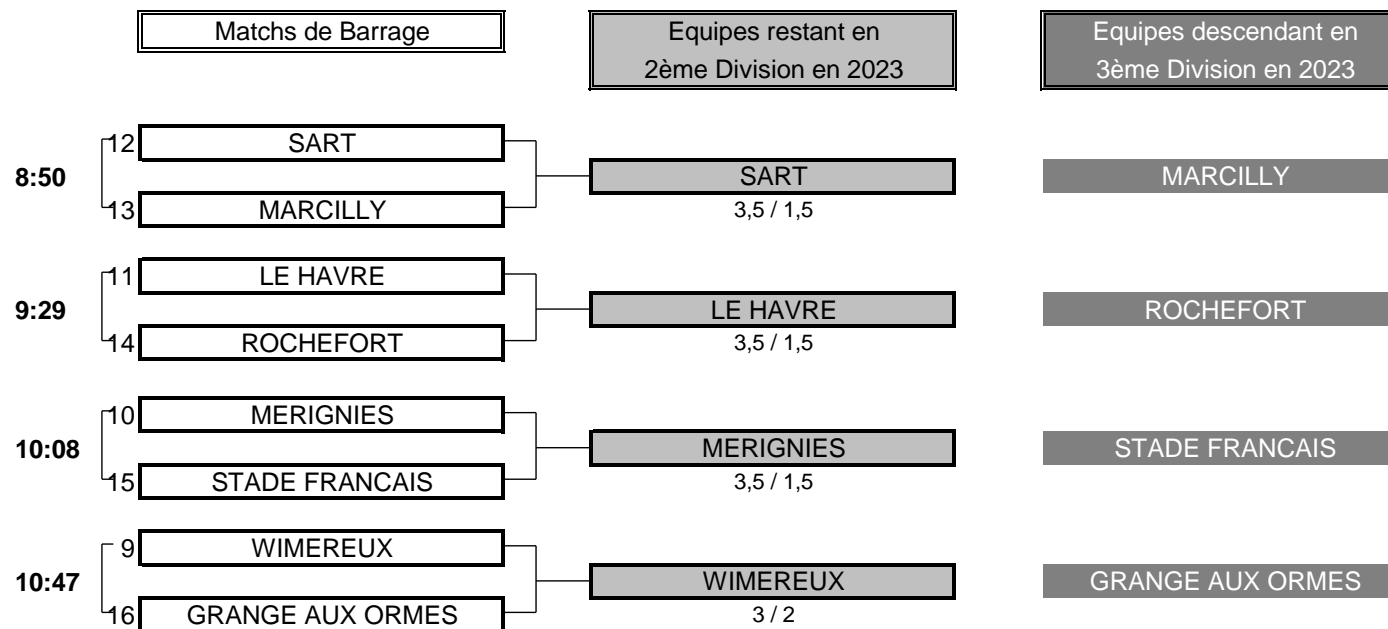 Matchs de Barrage
Equipes restant en
2ème Division en 2023
Equipes descendant en
3ème Division en 2023
8:50
12 SART
13 MARCILLY
SART
3,5 / 1,5
MARCILLY
9:29
11 LE HAVRE
14 ROCHEFORT
LE HAVRE
3,5 / 1,5
ROCHEFORT
10:08
10 MERIGNIES
15 STADE FRANCAIS
MERIGNIES
3,5 / 1,5
STADE FRANCAIS
10:47
9 WIMEREUX
16 GRANGE AUX ORMES
WIMEREUX
3 / 2
GRANGE AUX ORMES